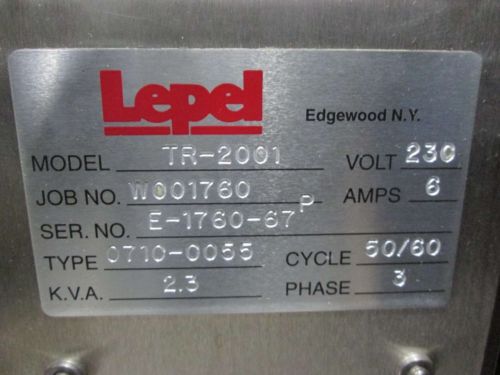 Lepel
Edgewood N.Y.
MODEL TR-2001 VOLT 230
JOB NO. W001760 AMPS 6
SER. NO. E-1760-67 P
TYPE 0710-0055 CYCLE 50/60
K.V.A. 2.3 PHASE 3